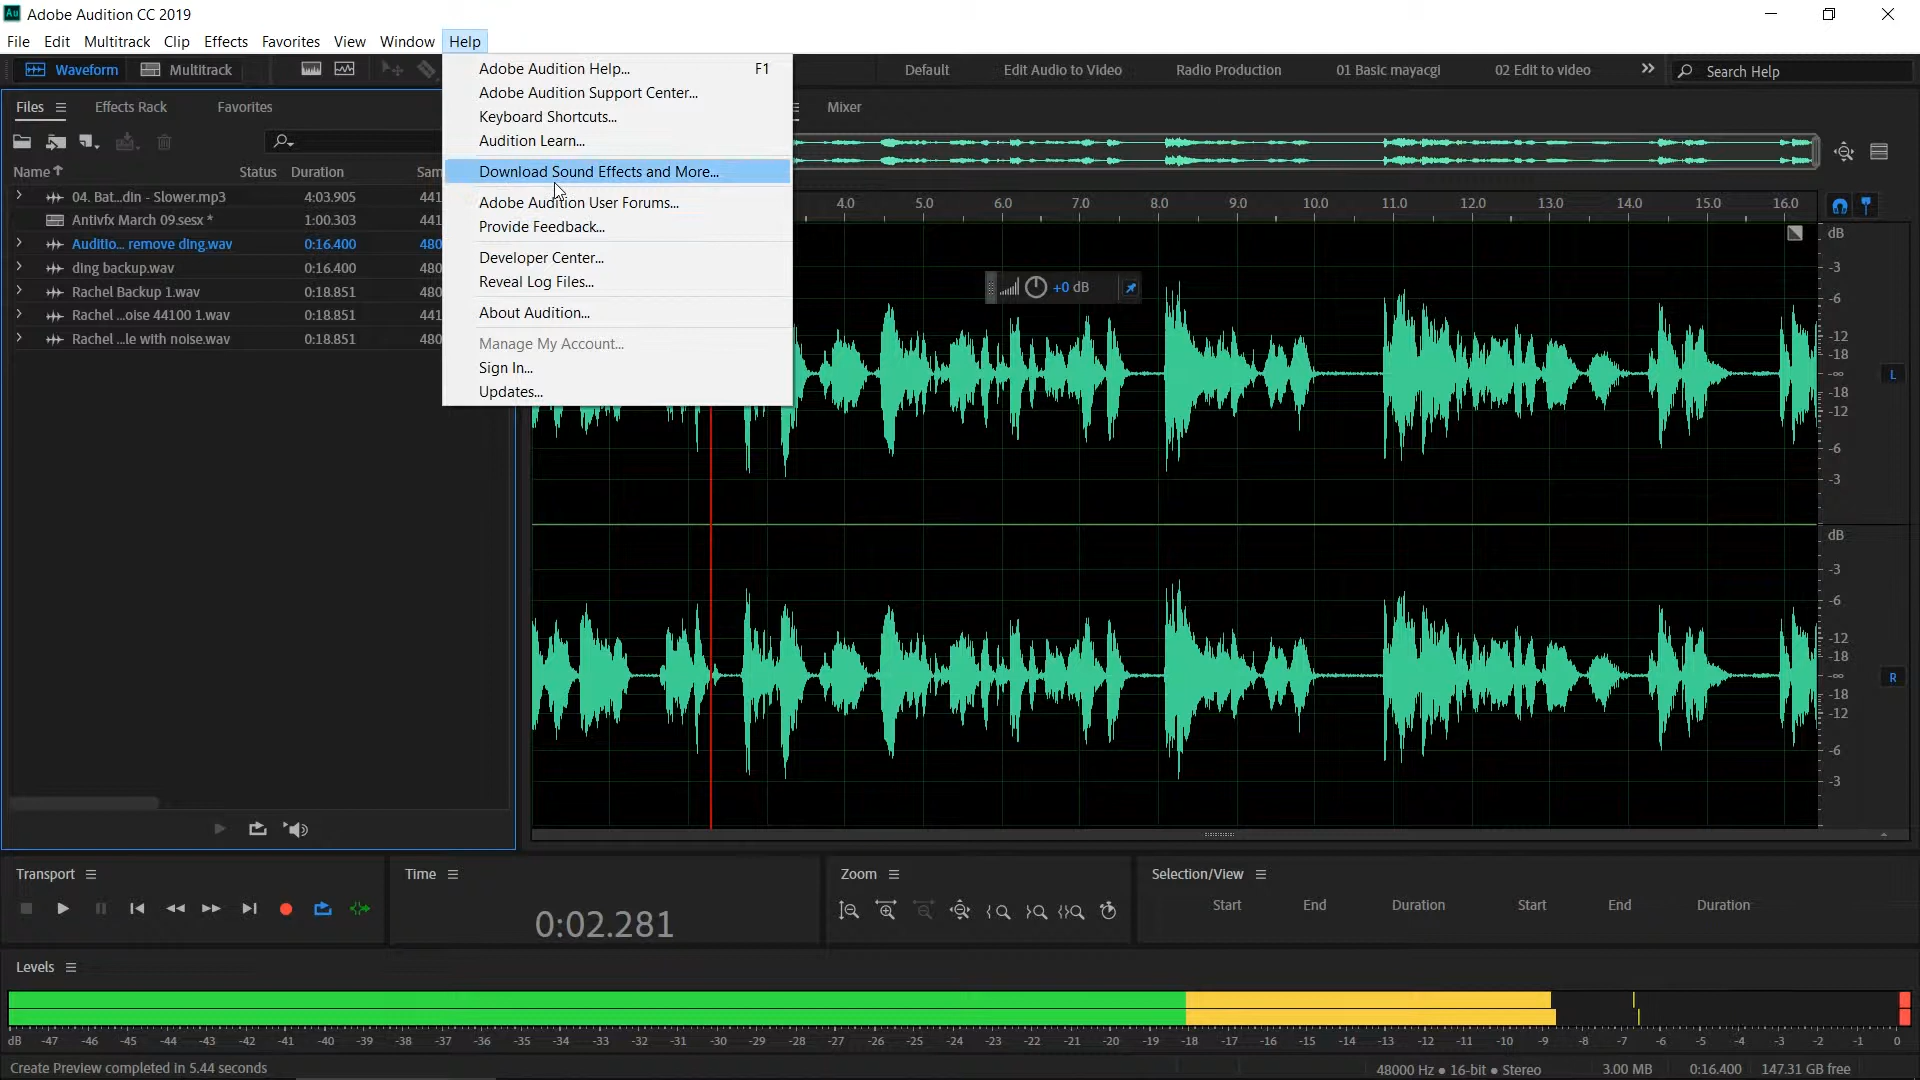 Au Adobe Audition CC 2019
File Edit Multitrack Clip Effects Favorites View Window Help
Waveform Multitrack Default Edit Audio to Video Radio Production 01 Basic mayacgi 02 Edit to video Search Help
Adobe Audition Help... F1
Adobe Audition Support Center...
Keyboard Shortcuts...
Audition Learn...
Download Sound Effects and More...
Adobe Audition User Forums...
Provide Feedback...
Developer Center...
Reveal Log Files...
About Audition...
Manage My Account...
Sign In...
Updates...
Files Effects Rack Favorites Mixer
Name Status Duration Sam
04. Bat...din - Slower.mp3 4:03.905 441
Antivfx March 09.sesx * 1:00.303 441
Auditio... remove ding.wav 0:16.400 480
ding backup.wav 0:16.400 480
Rachel Backup 1.wav 0:18.851 480
Rachel ...oise 44100 1.wav 0:18.851 441
Rachel ...le with noise.wav 0:18.851 480
4.0 5.0 6.0 7.0 8.0 9.0 10.0 11.0 12.0 13.0 14.0 15.0 16.0
dB
-3
-6
-12
-18
-∞
-18
-12
-6
-3
+0 dB
L
dB
-3
-6
-12
-18
-∞
-18
-12
-6
-3
R
Transport Time Zoom Selection/View
0:02.281
Start End Duration Start End Duration
Levels
dB -47 -46 -45 -44 -43 -42 -41 -40 -39 -38 -37 -36 -35 -34 -33 -32 -31 -30 -29 -28 -27 -26 -25 -24 -23 -22 -21 -20 -19 -18 -17 -16 -15 -14 -13 -12 -11 -10 -9 -8 -7 -6 -5 -4 -3 -2 -1 0
Create Preview completed in 5.44 seconds 48000 Hz ● 16-bit ● Stereo 3.00 MB 0:16.400 147.31 GB free